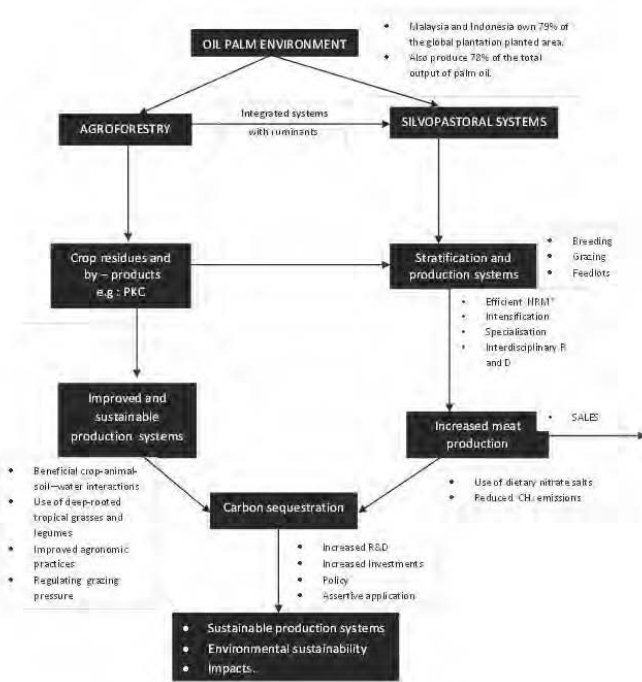 OIL PALM ENVIRONMENT
• Malaysia and Indonesia own 79% of
the global plantation planted area.
• Also produce 78% of the total
output of palm oil.
AGROFORESTRY
Integrated systems
with ruminants
SILVOPASTORAL SYSTEMS
Crop residues and
by – products
e.g : PKC
Stratification and
production systems
• Breeding
• Grazing
• Feedlots
• Efficient NRM*
• Intensification
• Specialisation
• Interdisciplinary R
and D
Improved and
sustainable
production systems
Increased meat
production
• SALES
• Beneficial crop-animal-
soil–water interactions
• Use of deep-rooted
tropical grasses and
legumes
• Improved agronomic
practices
• Regulating grazing
pressure
Carbon sequestration
• Use of dietary nitrate salts
• Reduced CH₄ emissions
• Increased R&D
• Increased investments
• Policy
• Assertive application
• Sustainable production systems
• Environmental sustainability
• Impacts.